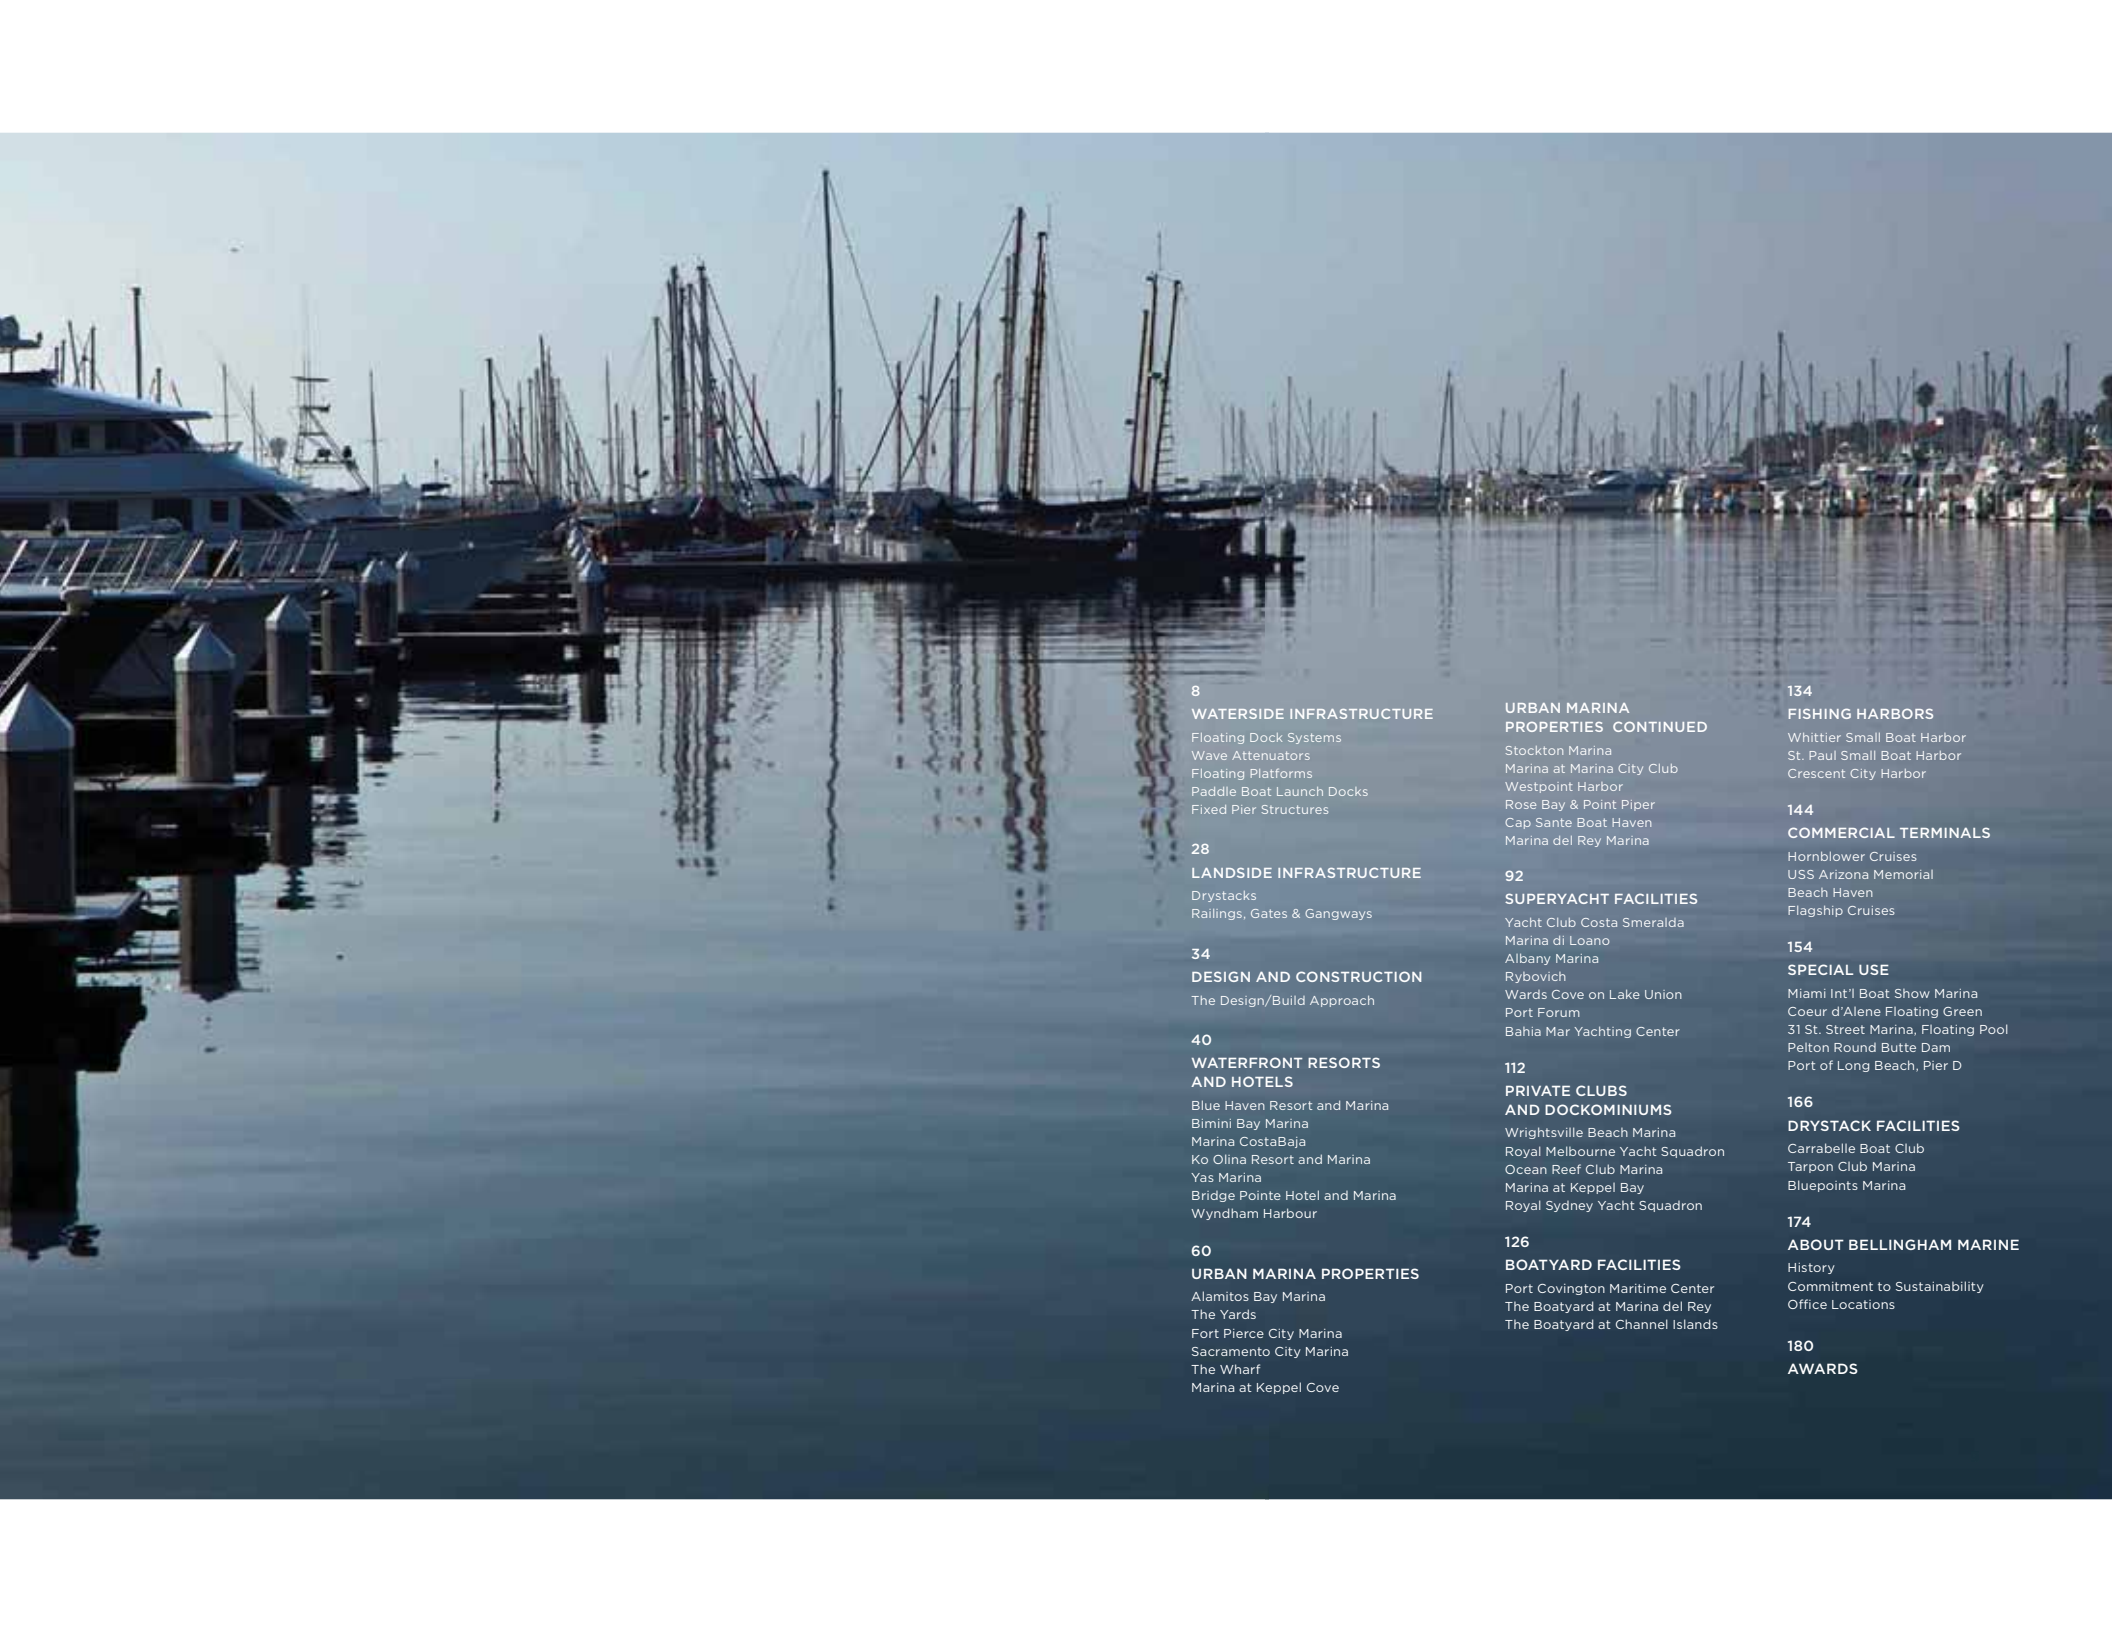 8
WATERSIDE INFRASTRUCTURE
Floating Dock Systems
Wave Attenuators
Floating Platforms
Paddle Boat Launch Docks
Fixed Pier Structures
28
LANDSIDE INFRASTRUCTURE
Drystacks
Railings, Gates & Gangways
34
DESIGN AND CONSTRUCTION
The Design/Build Approach
40
WATERFRONT RESORTS
AND HOTELS
Blue Haven Resort and Marina
Bimini Bay Marina
Marina CostaBaja
Ko Olina Resort and Marina
Yas Marina
Bridge Pointe Hotel and Marina
Wyndham Harbour
60
URBAN MARINA PROPERTIES
Alamitos Bay Marina
The Yards
Fort Pierce City Marina
Sacramento City Marina
The Wharf
Marina at Keppel Cove
URBAN MARINA
PROPERTIES CONTINUED
Stockton Marina
Marina at Marina City Club
Westpoint Harbor
Rose Bay & Point Piper
Cap Sante Boat Haven
Marina del Rey Marina
92
SUPERYACHT FACILITIES
Yacht Club Costa Smeralda
Marina di Loano
Albany Marina
Rybovich
Wards Cove on Lake Union
Port Forum
Bahia Mar Yachting Center
112
PRIVATE CLUBS
AND DOCKOMINIUMS
Wrightsville Beach Marina
Royal Melbourne Yacht Squadron
Ocean Reef Club Marina
Marina at Keppel Bay
Royal Sydney Yacht Squadron
126
BOATYARD FACILITIES
Port Covington Maritime Center
The Boatyard at Marina del Rey
The Boatyard at Channel Islands
134
FISHING HARBORS
Whittier Small Boat Harbor
St. Paul Small Boat Harbor
Crescent City Harbor
144
COMMERCIAL TERMINALS
Hornblower Cruises
USS Arizona Memorial
Beach Haven
Flagship Cruises
154
SPECIAL USE
Miami Int'l Boat Show Marina
Coeur d'Alene Floating Green
31 St. Street Marina, Floating Pool
Pelton Round Butte Dam
Port of Long Beach, Pier D
166
DRYSTACK FACILITIES
Carrabelle Boat Club
Tarpon Club Marina
Bluepoints Marina
174
ABOUT BELLINGHAM MARINE
History
Commitment to Sustainability
Office Locations
180
AWARDS